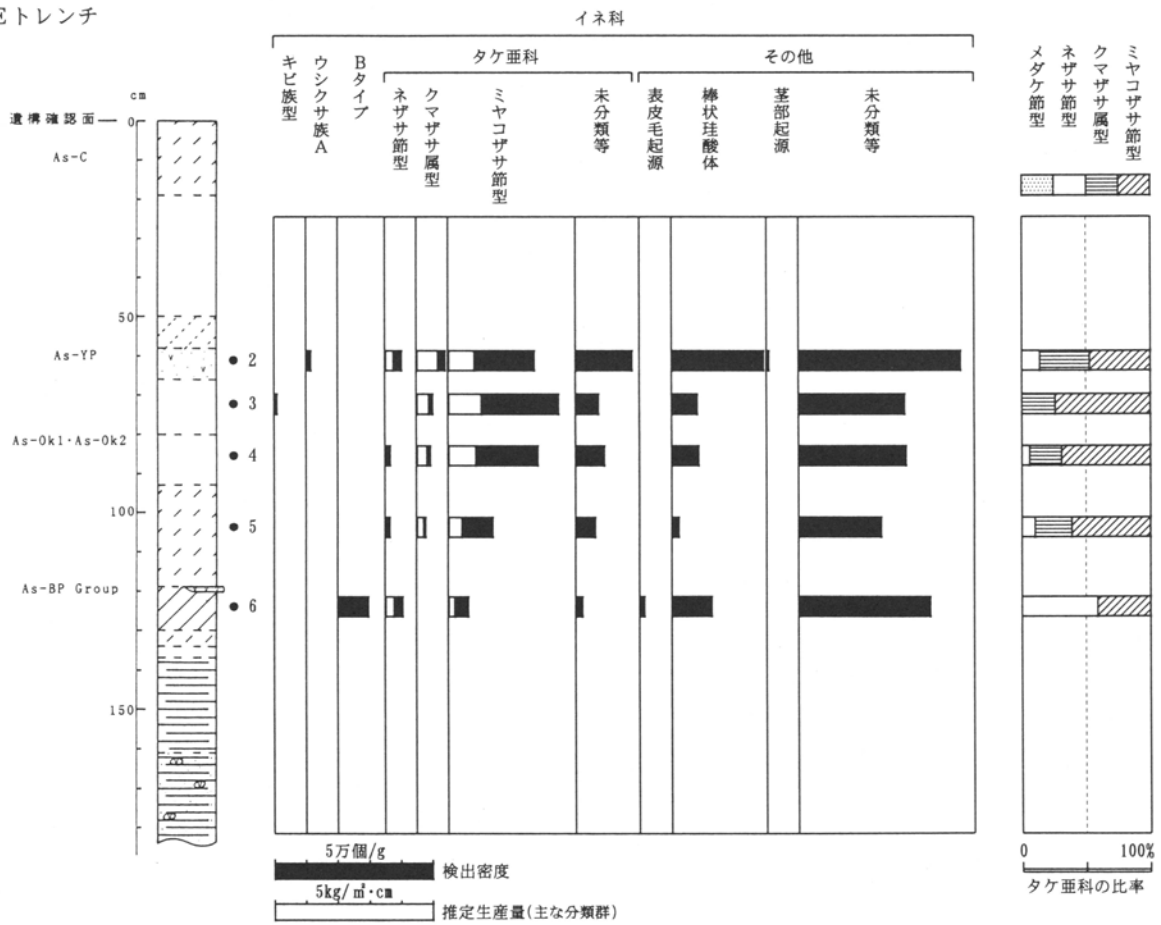 Eトレンチ
イネ科
タケ亜科
その他
キビ族型
ウシクサ族A
Bタイプ
ネザサ節型
クマザサ属型
ミヤコザサ節型
未分類等
表皮毛起源
棒状珪酸体
茎部起源
未分類等
メダケ節型
ネザサ節型
クマザサ属型
ミヤコザサ節型
cm
遺構確認面 0
As-C
50
As-YP
2
3
As-Ok1・As-Ok2
4
100
5
As-BP Group
6
150
5万個/g
検出密度
5kg/㎡・cm
推定生産量(主な分類群)
0 100%
タケ亜科の比率